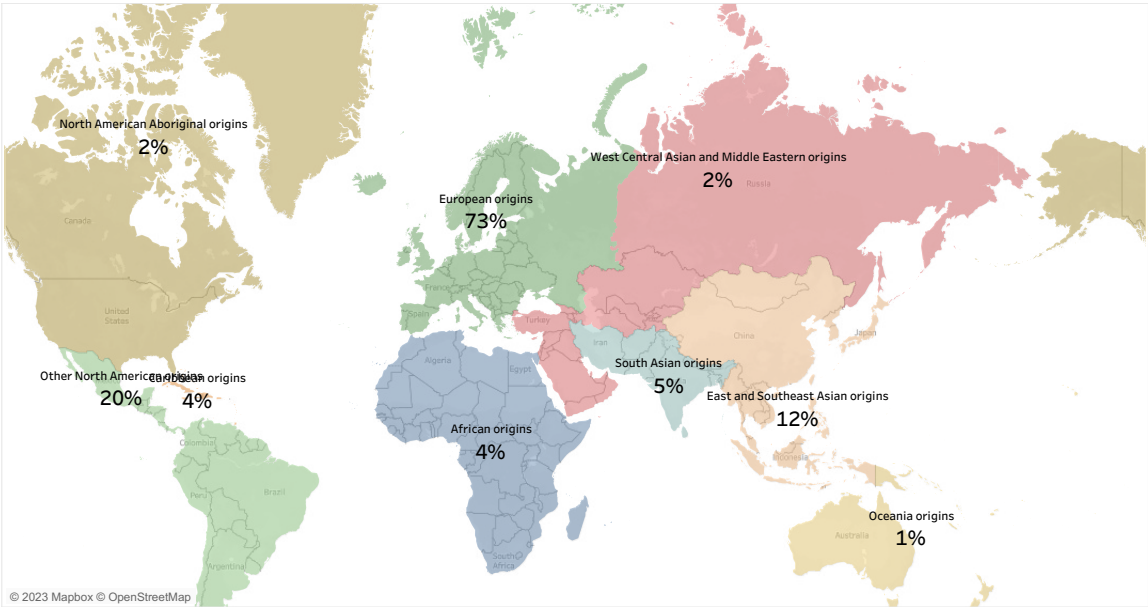 North American Aboriginal origins
2%
Canada
United
States
West Central Asian and Middle Eastern origins
2%
Russia
European origins
73%
France
Spain
Turkey
Iran
China
Japan
South Asian origins
5%
East and Southeast Asian origins
12%
Indonesia
Algeria
Egypt
African origins
4%
South
Africa
Other North American origins
20%
Caribbean origins
4%
Colombia
Peru
Brazil
Argentina
Oceania origins
1%
Australia
© 2023 Mapbox © OpenStreetMap